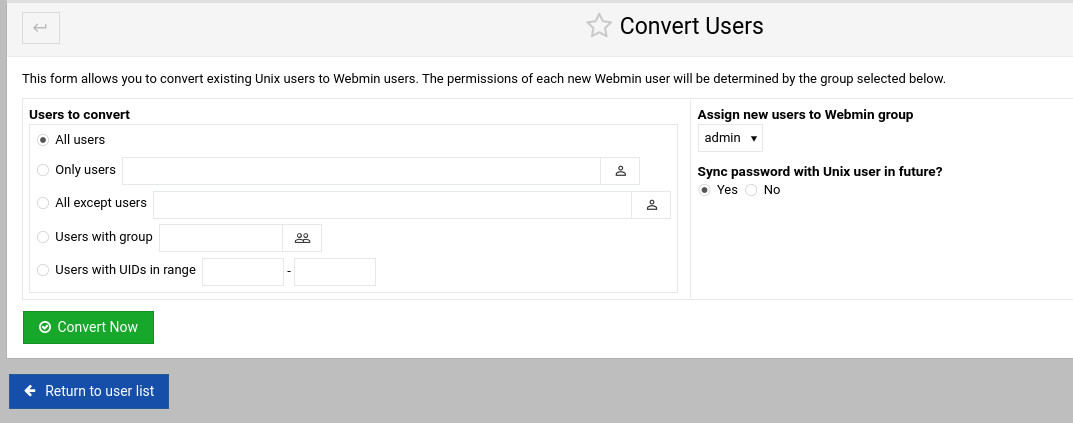 Convert Users
This form allows you to convert existing Unix users to Webmin users. The permissions of each new Webmin user will be determined by the group selected below.
Users to convert
All users
Only users
All except users
Users with group
Users with UIDs in range -
Assign new users to Webmin group
admin
Sync password with Unix user in future?
Yes No
Convert Now
Return to user list